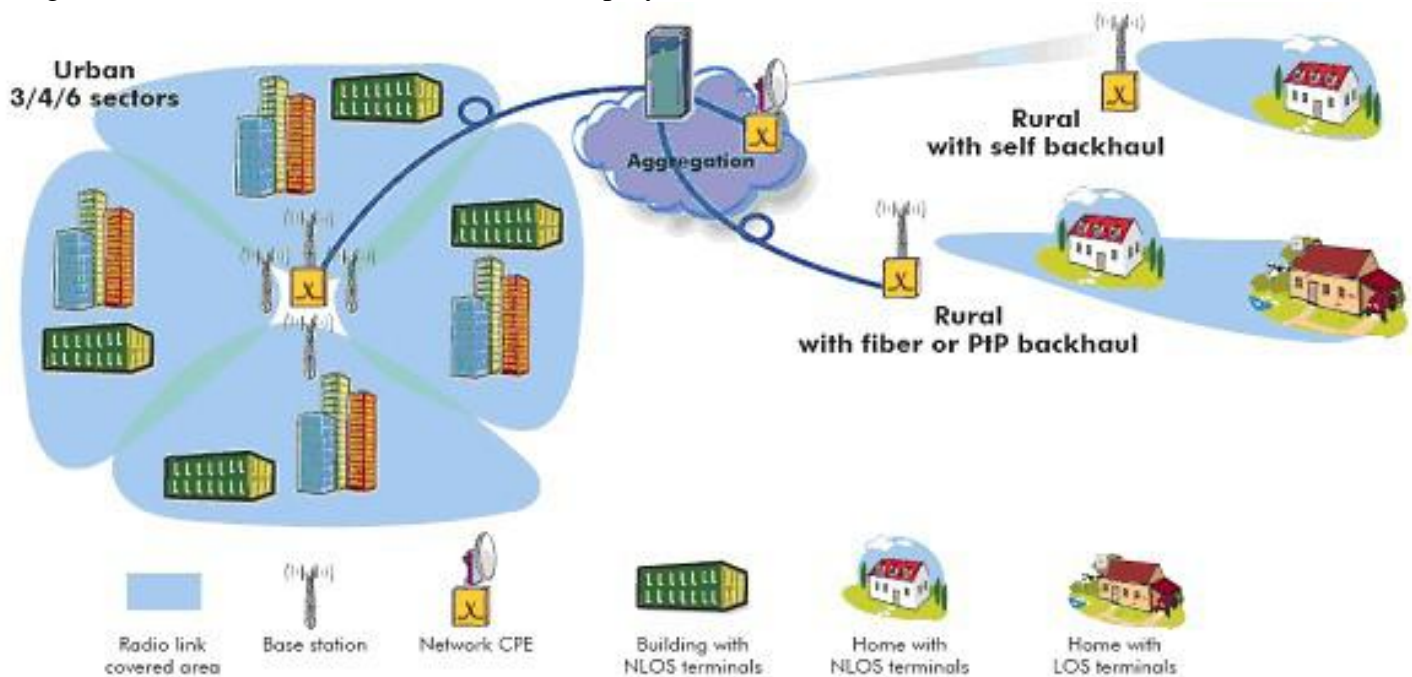 Urban
3/4/6 sectors
Aggregation
Rural
with self backhaul
Rural
with fiber or PtP backhaul
Radio link
covered area
Base station
Network CPE
Building with
NLOS terminals
Home with
NLOS terminals
Home with
LOS terminals